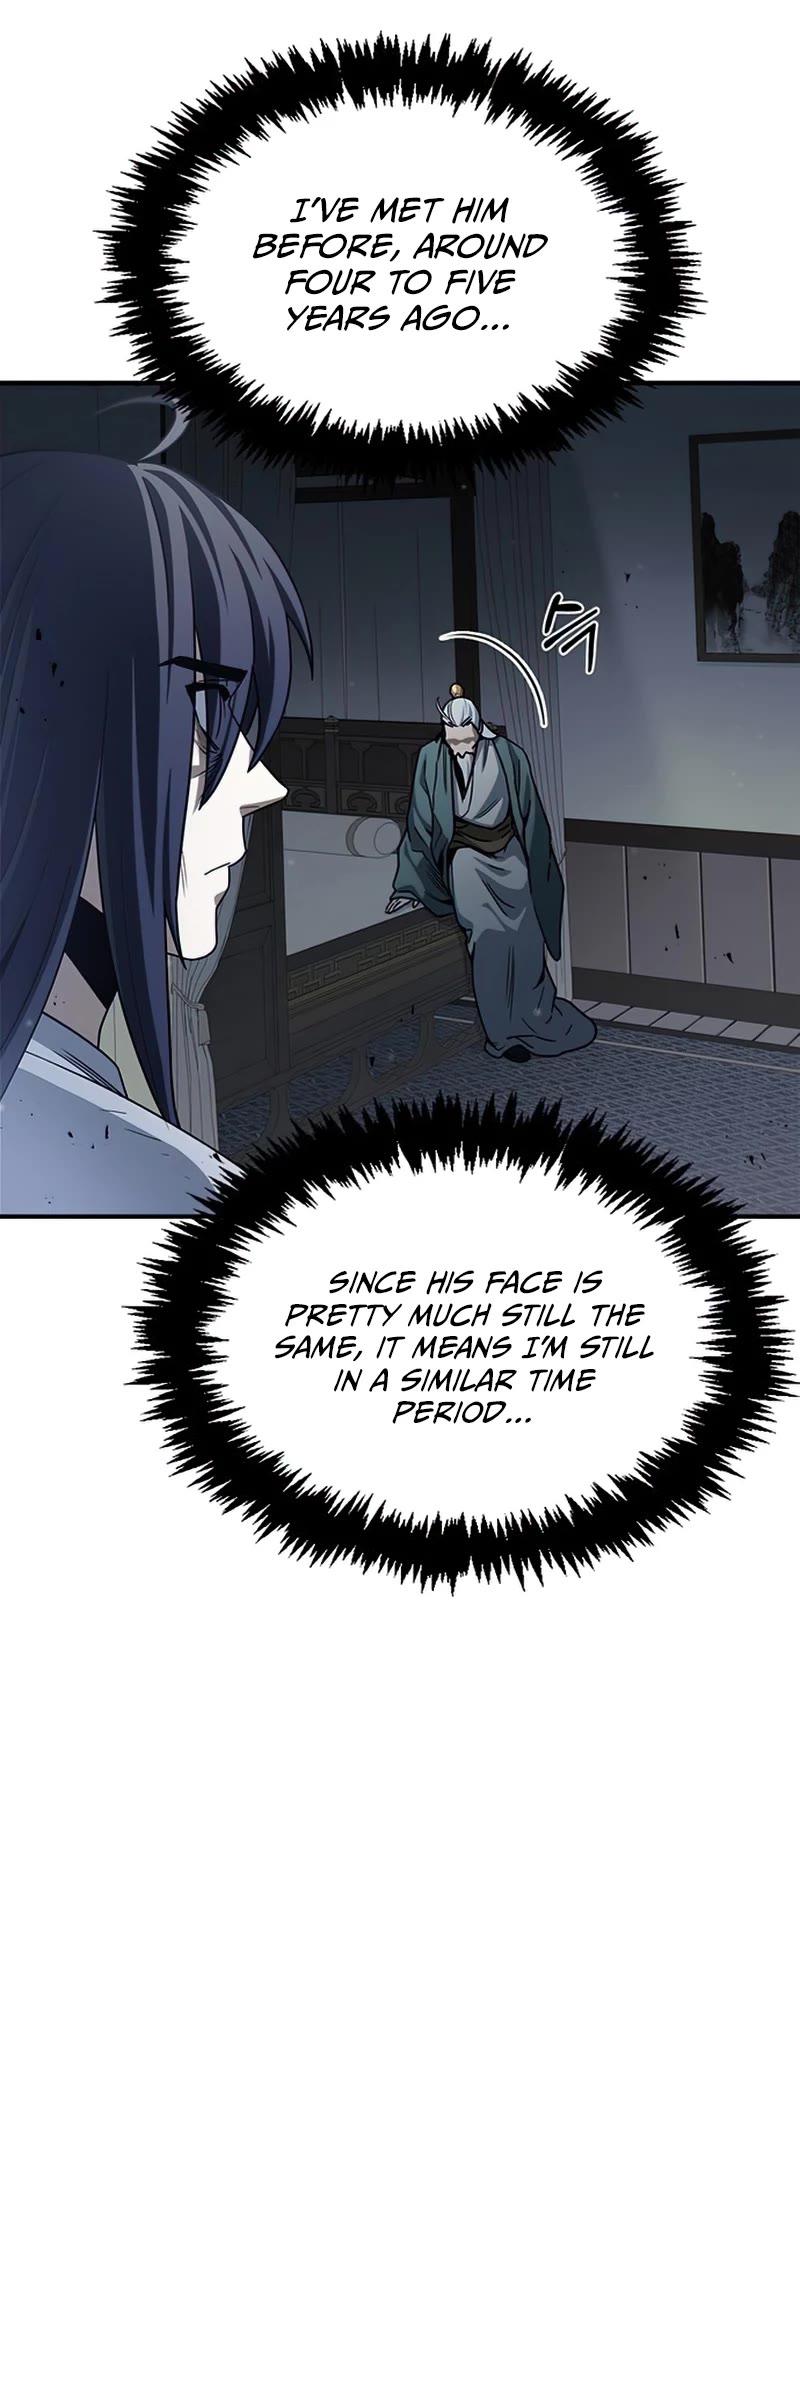 I'VE MET HIM
BEFORE, AROUND
FOUR TO FIVE
YEARS AGO...
SINCE HIS FACE IS
PRETTY MUCH STILL THE
SAME, IT MEANS I'M STILL
IN A SIMILAR TIME
PERIOD...